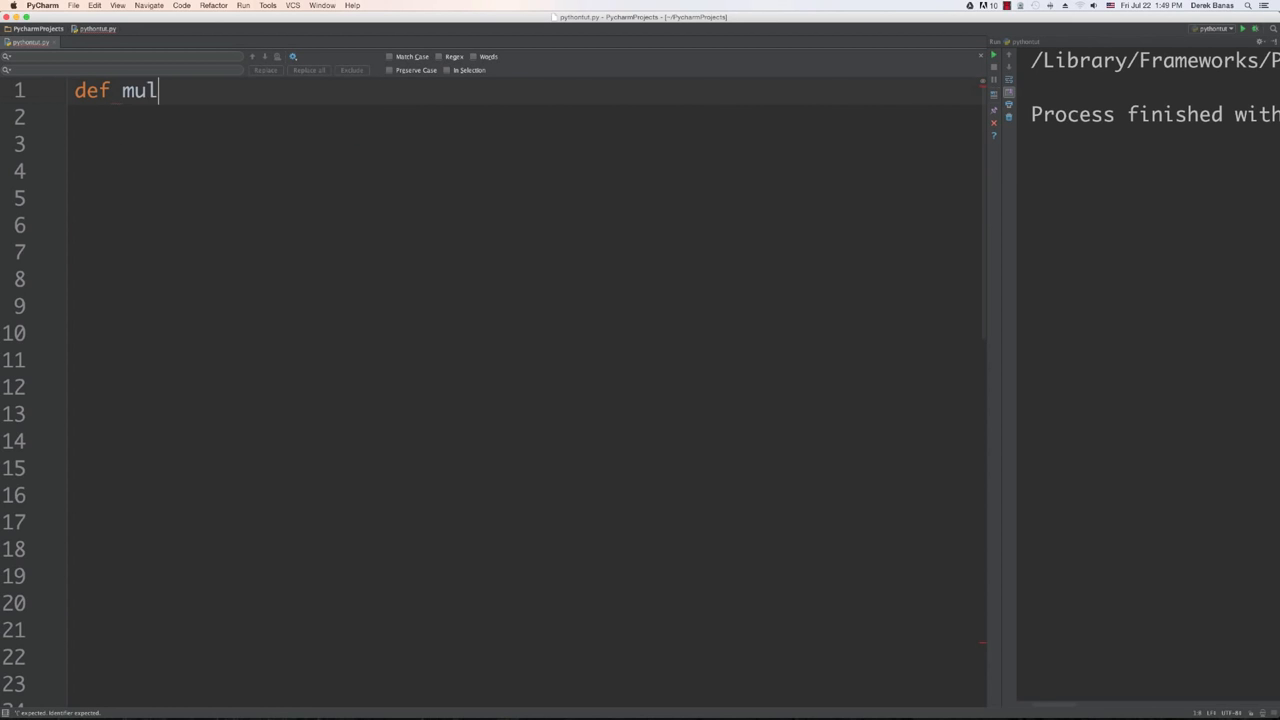 PyCharm File Edit View Navigate Code Refactor Run Tools VCS Window Help 10 Fri Jul 22 1:49 PM Derek Banas
pythontut.py - PycharmProjects - [~/PycharmProjects]
PycharmProjects pythontut.py pythontut
pythontut.py Run pythontut
Match Case Regex Words
Replace Replace all Exclude Preserve Case In Selection
/Library/Frameworks/P
Process finished with
1 def mul
2
3
4
5
6
7
8
9
10
11
12
13
14
15
16
17
18
19
20
21
22
23
'(' expected. Identifier expected. 1:8 LF÷ UTF-8÷